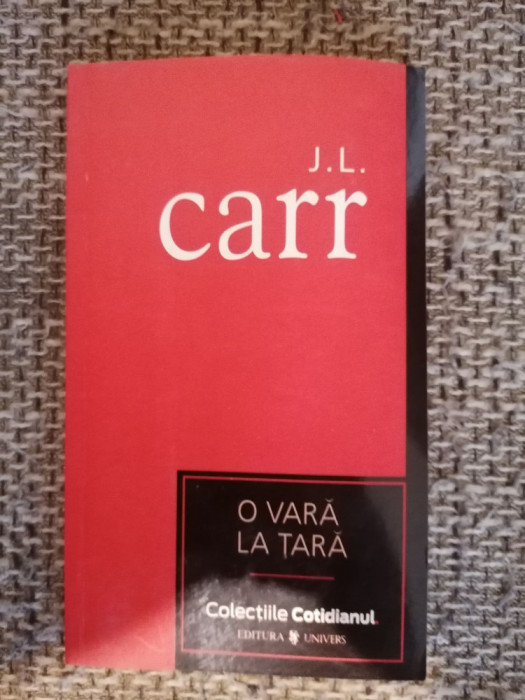 J.L.
carr
O VARĂ
LA ȚARĂ
Colecțiile Cotidianul
EDITURA UNIVERS